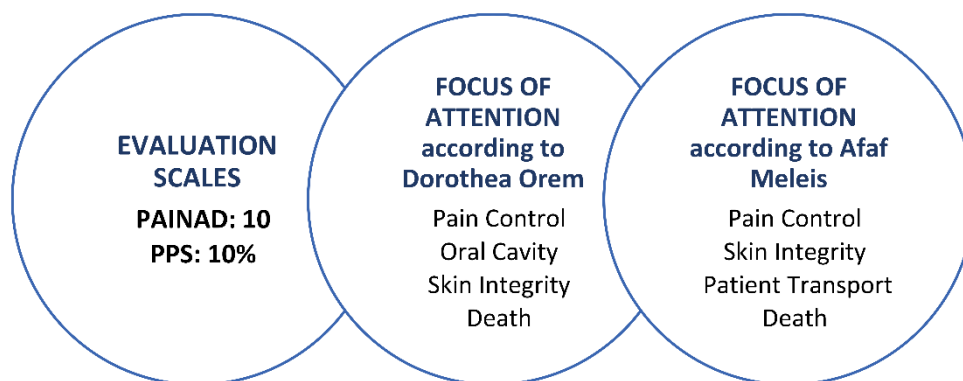 EVALUATION
SCALES
PAINAD: 10
PPS: 10%
FOCUS OF
ATTENTION
according to
Dorothea Orem
Pain Control
Oral Cavity
Skin Integrity
Death
FOCUS OF
ATTENTION
according to Afaf
Meleis
Pain Control
Skin Integrity
Patient Transport
Death